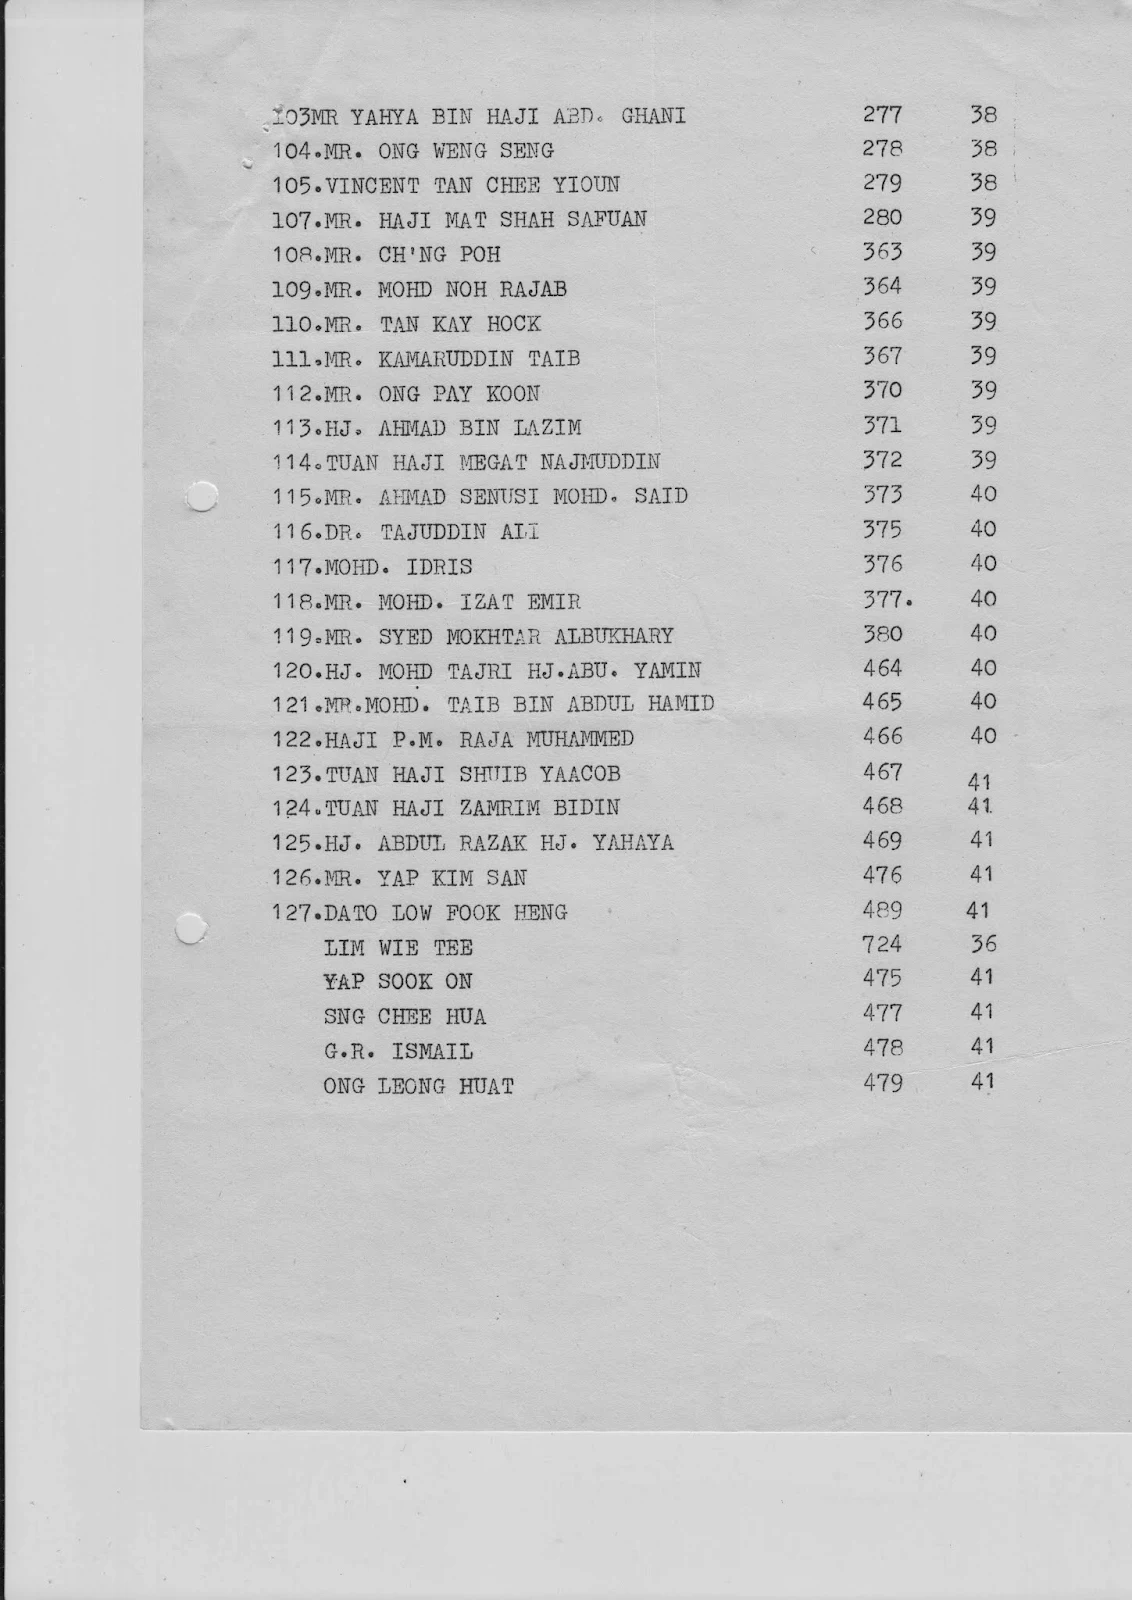 103MR YAHYA BIN HAJI ABD. GHANI 277 38
104.MR. ONG WENG SENG 278 38
105.VINCENT TAN CHEE YIOUN 279 38
107.MR. HAJI MAT SHAH SAFUAN 280 39
108.MR. CH'NG POH 363 39
109.MR. MOHD NOH RAJAB 364 39
110.MR. TAN KAY HOCK 366 39
111.MR. KAMARUDDIN TAIB 367 39
112.MR. ONG PAY KOON 370 39
113.HJ. AHMAD BIN LAZIM 371 39
114.TUAN HAJI MEGAT NAJMUDDIN 372 39
115.MR. AHMAD SENUSI MOHD. SAID 373 40
116.DR. TAJUDDIN ALI 375 40
117.MOHD. IDRIS 376 40
118.MR. MOHD. IZAT EMIR 377. 40
119.MR. SYED MOKHTAR ALBUKHARY 380 40
120.HJ. MOHD TAJRI HJ.ABU. YAMIN 464 40
121.MR.MOHD. TAIB BIN ABDUL HAMID 465 40
122.HAJI P.M. RAJA MUHAMMED 466 40
123.TUAN HAJI SHUIB YAACOB 467 41
124.TUAN HAJI ZAMRIM BIDIN 468 41
125.HJ. ABDUL RAZAK HJ. YAHAYA 469 41
126.MR. YAP KIM SAN 476 41
127.DATO LOW FOOK HENG 489 41
LIM WIE TEE 724 36
YAP SOOK ON 475 41
SNG CHEE HUA 477 41
G.R. ISMAIL 478 41
ONG LEONG HUAT 479 41